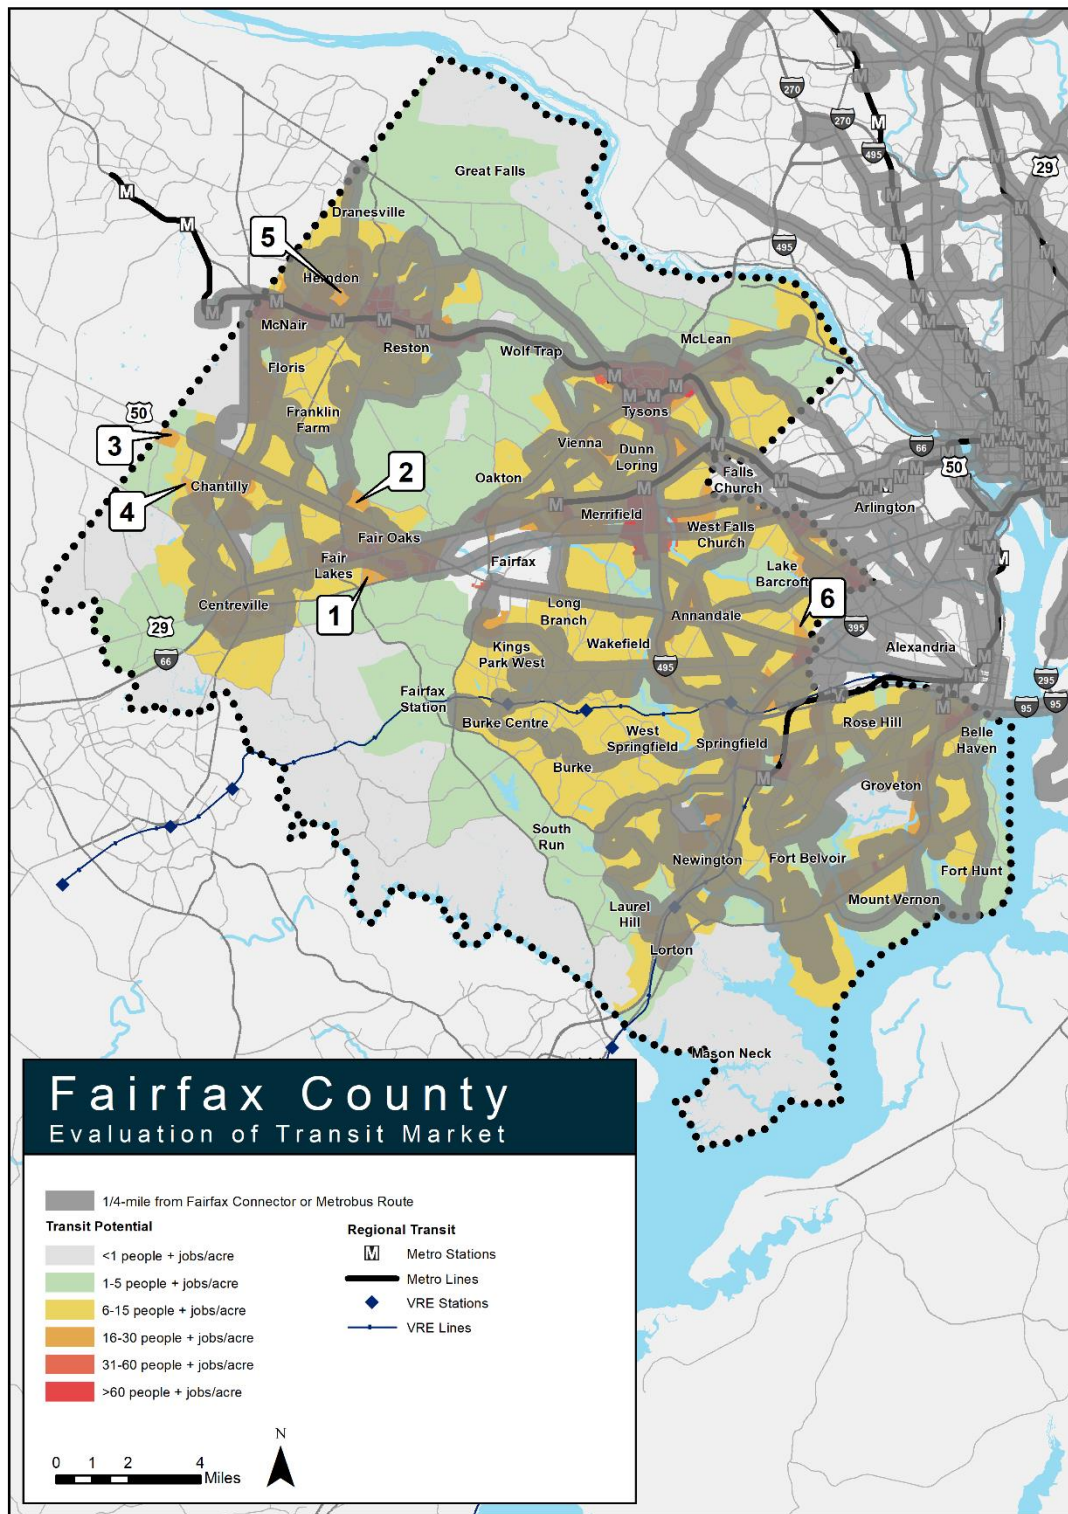 270
270
495
29
Great Falls
M
M
Dranesville
5
495
Herndon
McNair
Reston
Wolf Trap
McLean
Floris
50
3
Franklin
Farm
Tysons
Vienna
Dunn
Loring
66
50
4
Chantilly
2
Oakton
Falls
Church
Arlington
Merrifield
West Falls
Church
Fair Oaks
Fair
Lakes
Fairfax
Lake
Barcroft
1
Centreville
6
29
66
Long
Branch
Annandale
395
Kings
Park West
Wakefield
Alexandria
495
295
95
95
Fairfax
Station
Burke Centre
West
Springfield
Springfield
Rose Hill
Belle
Haven
Burke
Groveton
South
Run
Newington
Fort Belvoir
Fort Hunt
Mount Vernon
Laurel
Hill
Lorton
Mason Neck
Fairfax County
Evaluation of Transit Market
1/4-mile from Fairfax Connector or Metrobus Route
Transit Potential
<1 people + jobs/acre
1-5 people + jobs/acre
6-15 people + jobs/acre
16-30 people + jobs/acre
31-60 people + jobs/acre
>60 people + jobs/acre
Regional Transit
M Metro Stations
Metro Lines
VRE Stations
VRE Lines
0 1 2 4
Miles
N